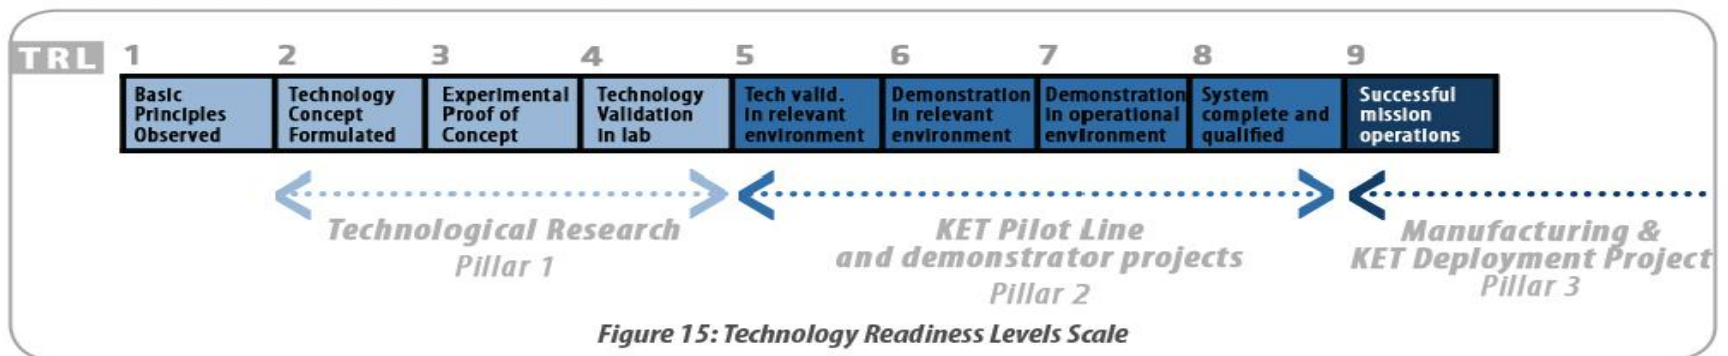 TRL 1 2 3 4 5 6 7 8 9
Basic
Principles
Observed
Technology
Concept
Formulated
Experimental
Proof of
Concept
Technology
Validation
in lab
Tech valid.
in relevant
environment
Demonstration
in relevant
environment
Demonstration
in operational
environment
System
complete and
qualified
Successful
mission
operations
Technological Research
Pillar 1
KET Pilot Line
and demonstrator projects
Pillar 2
Manufacturing &
KET Deployment Project
Pillar 3
Figure 15: Technology Readiness Levels Scale